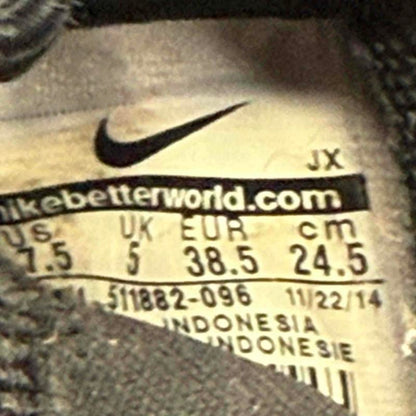 JX
nikebetterworld.com
US UK EUR cm
7.5 5 38.5 24.5
511882-096 11/22/14
INDONESIA
INDONESIE